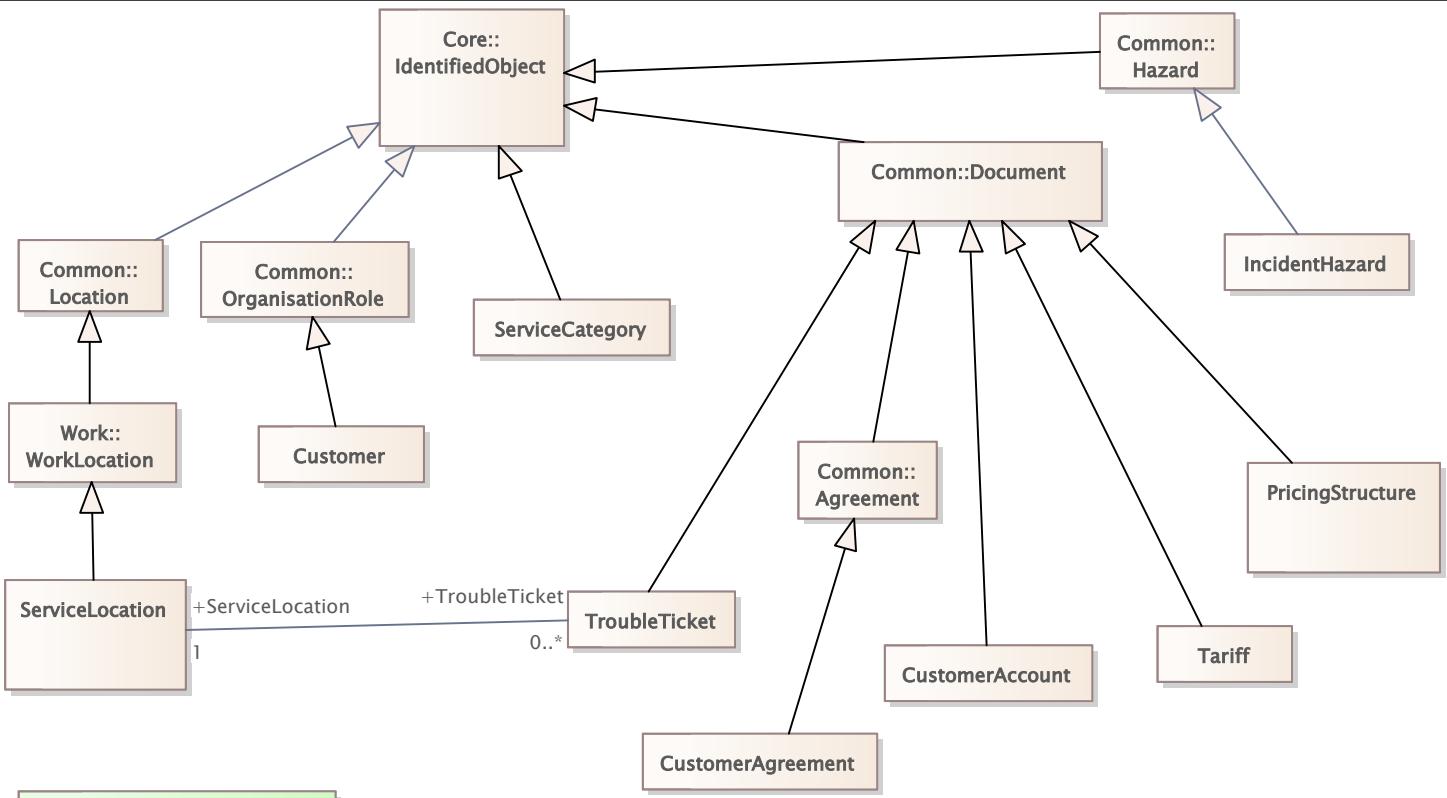 Core::
IdentifiedObject
Common::
Hazard
Common::Document
Common::
Location
Common::
OrganisationRole
IncidentHazard
ServiceCategory
Work::
WorkLocation
Customer
Common::
Agreement
PricingStructure
ServiceLocation
+ServiceLocation
1
+TroubleTicket
0..*
TroubleTicket
CustomerAccount
Tariff
CustomerAgreement